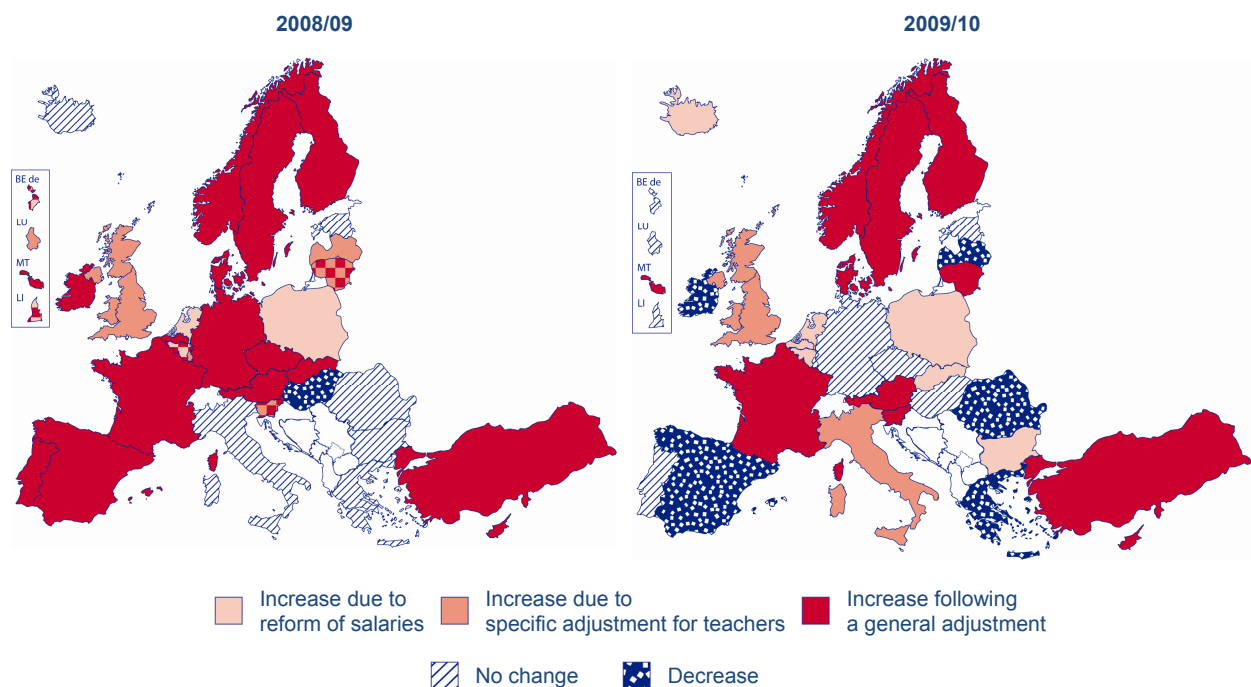 2008/09
2009/10
BE de
LU
MT
LI
BE de
LU
MT
LI
Increase due to
reform of salaries
Increase due to
specific adjustment for teachers
Increase following
a general adjustment
No change
Decrease